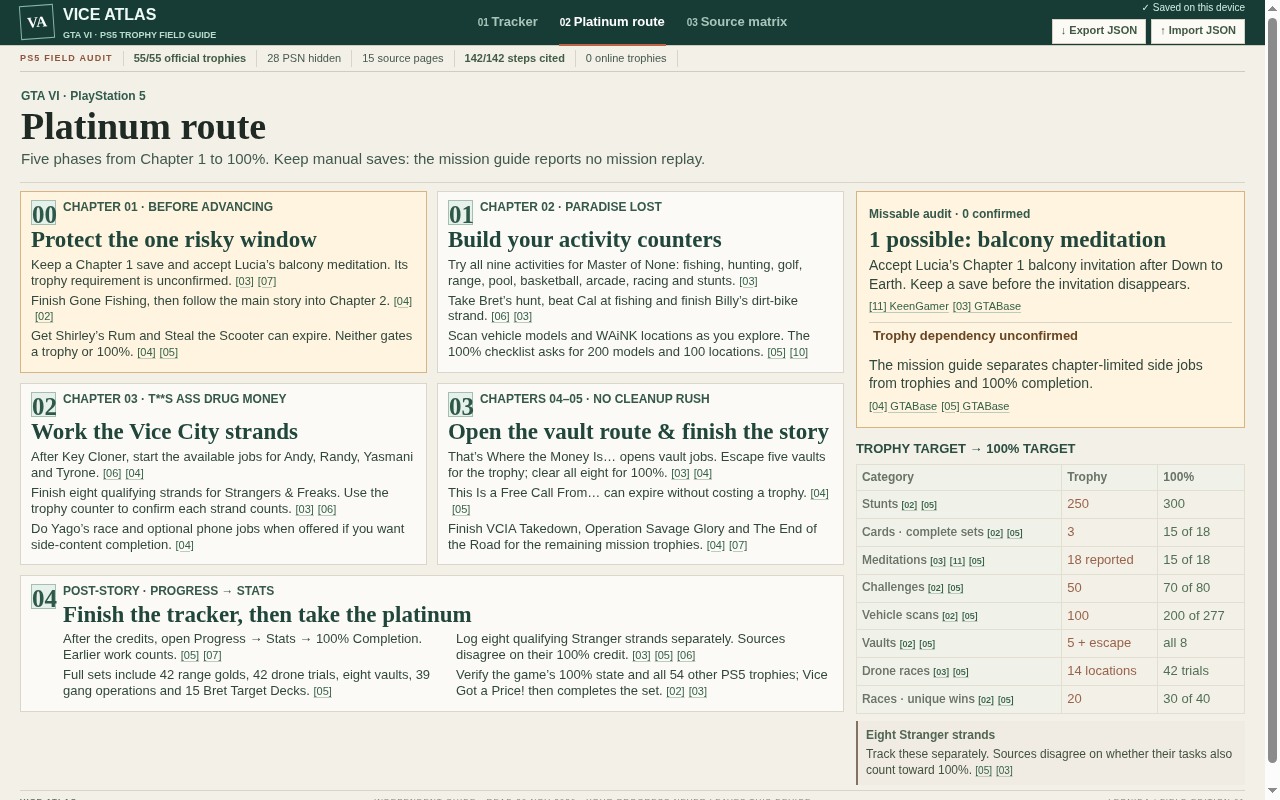 VA
VICE ATLAS
GTA VI · PS5 TROPHY FIELD GUIDE
01 Tracker
02 Platinum route
03 Source matrix
✓ Saved on this device
↓ Export JSON
↑ Import JSON
PS5 FIELD AUDIT
55/55 official trophies
28 PSN hidden
15 source pages
142/142 steps cited
0 online trophies
GTA VI · PlayStation 5
Platinum route
Five phases from Chapter 1 to 100%. Keep manual saves: the mission guide reports no mission replay.
00 CHAPTER 01 · BEFORE ADVANCING
Protect the one risky window
Keep a Chapter 1 save and accept Lucia's balcony meditation. Its
trophy requirement is unconfirmed. [03] [07]
Finish Gone Fishing, then follow the main story into Chapter 2. [04]
[02]
Get Shirley's Rum and Steal the Scooter can expire. Neither gates
a trophy or 100%. [04] [05]
01 CHAPTER 02 · PARADISE LOST
Build your activity counters
Try all nine activities for Master of None: fishing, hunting, golf,
range, pool, basketball, arcade, racing and stunts. [03]
Take Bret's hunt, beat Cal at fishing and finish Billy's dirt-bike
strand. [06] [03]
Scan vehicle models and WAiNK locations as you explore. The
100% checklist asks for 200 models and 100 locations. [05] [10]
02 CHAPTER 03 · T**S ASS DRUG MONEY
Work the Vice City strands
After Key Cloner, start the available jobs for Andy, Randy, Yasmani
and Tyrone. [06] [04]
Finish eight qualifying strands for Strangers & Freaks. Use the
trophy counter to confirm each strand counts. [03] [06]
Do Yago's race and optional phone jobs when offered if you want
side-content completion. [04]
03 CHAPTERS 04–05 · NO CLEANUP RUSH
Open the vault route & finish the story
That's Where the Money Is… opens vault jobs. Escape five vaults
for the trophy; clear all eight for 100%. [03] [04]
This Is a Free Call From… can expire without costing a trophy. [04]
[05]
Finish VCIA Takedown, Operation Savage Glory and The End of
the Road for the remaining mission trophies. [04] [07]
04 POST-STORY · PROGRESS → STATS
Finish the tracker, then take the platinum
After the credits, open Progress → Stats → 100% Completion.
Earlier work counts. [05] [07]
Full sets include 42 range golds, 42 drone trials, eight vaults, 39
gang operations and 15 Bret Target Decks. [05]
Log eight qualifying Stranger strands separately. Sources
disagree on their 100% credit. [03] [05] [06]
Verify the game's 100% state and all 54 other PS5 trophies; Vice
Got a Price! then completes the set. [02] [03]
Missable audit · 0 confirmed
1 possible: balcony meditation
Accept Lucia's Chapter 1 balcony invitation after Down to
Earth. Keep a save before the invitation disappears.
[11] KeenGamer [03] GTABase
Trophy dependency unconfirmed
The mission guide separates chapter-limited side jobs
from trophies and 100% completion.
[04] GTABase [05] GTABase
TROPHY TARGET → 100% TARGET
Category Trophy 100%
Stunts [02] [05] 250 300
Cards · complete sets [02] [05] 3 15 of 18
Meditations [03] [11] [05] 18 reported 15 of 18
Challenges [02] [05] 50 70 of 80
Vehicle scans [02] [05] 100 200 of 277
Vaults [02] [05] 5 + escape all 8
Drone races [03] [05] 14 locations 42 trials
Races · unique wins [02] [05] 20 30 of 40
Eight Stranger strands
Track these separately. Sources disagree on whether their tasks also
count toward 100%. [05] [03]